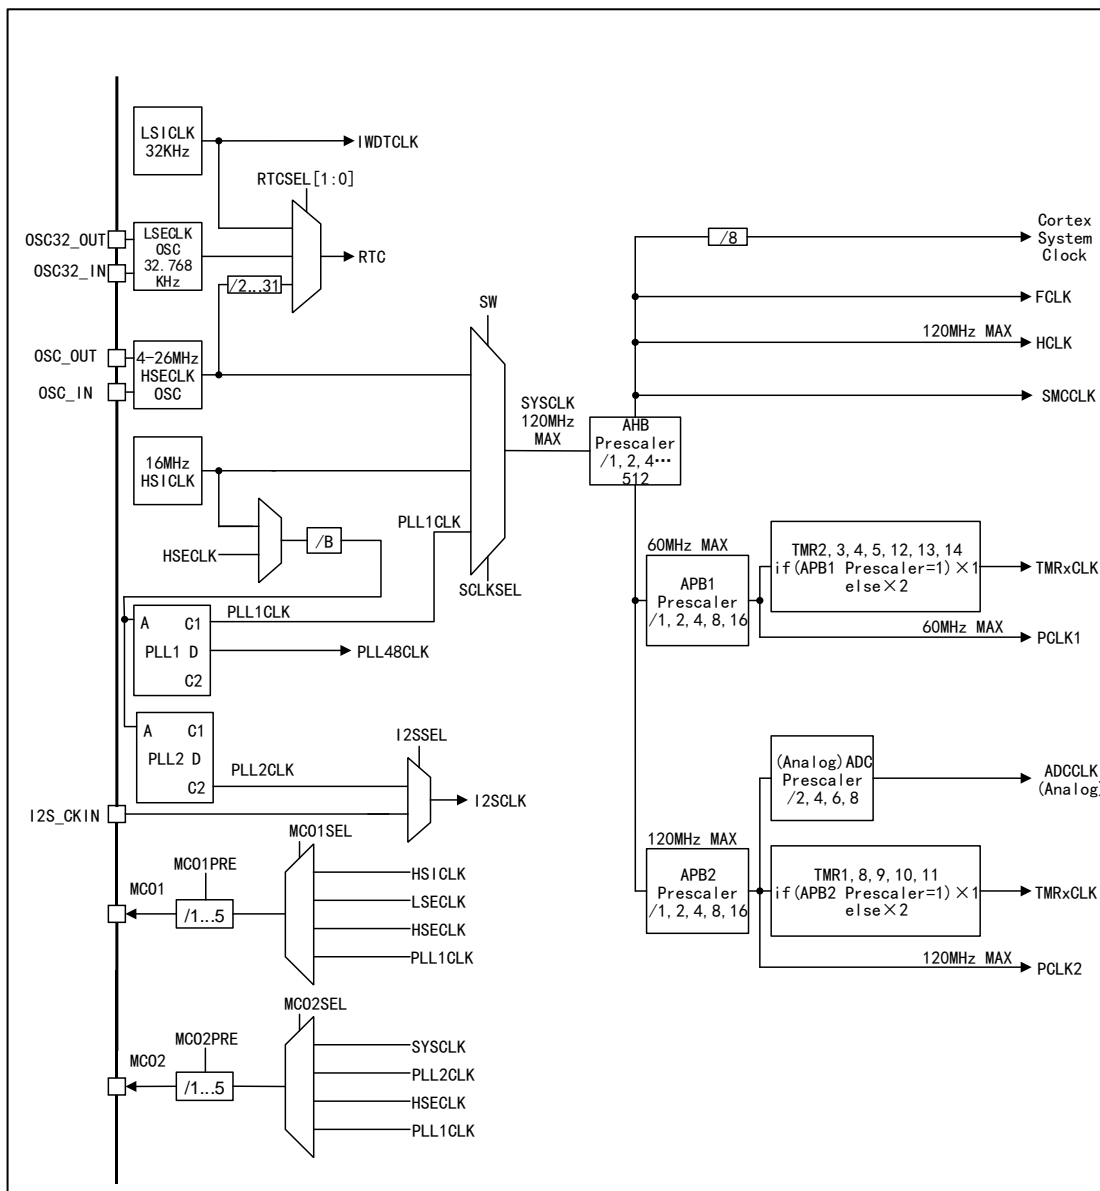 LSICLK
32KHz
IWDTCLK
RTCSEL[1:0]
OSC32_OUT
OSC32_IN
LSECLK
OSC
32.768
KHz
RTC
/2...31
OSC_OUT
OSC_IN
4-26MHz
HSECLK
OSC
16MHz
HSICLK
HSECLK
/B
PLL1CLK
SW
SCLKSEL
SYSCLK
120MHz
MAX
AHB
Prescaler
/1, 2, 4…
512
/8
Cortex
System
Clock
FCLK
120MHz MAX
HCLK
SMCCLK
A C1
PLL1 D
C2
PLL1CLK
PLL48CLK
A C1
PLL2 D
C2
PLL2CLK
I2SSEL
I2SCLK
I2S_CKIN
60MHz MAX
APB1
Prescaler
/1, 2, 4, 8, 16
TMR2, 3, 4, 5, 12, 13, 14
if(APB1 Prescaler=1)×1
else×2
TMRxCLK
60MHz MAX
PCLK1
(Analog)ADC
Prescaler
/2, 4, 6, 8
ADCCLK
(Analog)
120MHz MAX
APB2
Prescaler
/1, 2, 4, 8, 16
TMR1, 8, 9, 10, 11
if(APB2 Prescaler=1)×1
else×2
TMRxCLK
120MHz MAX
PCLK2
MCO1SEL
MCO1PRE
MCO1
/1...5
HSICLK
LSECLK
HSECLK
PLL1CLK
MCO2SEL
MCO2PRE
MCO2
/1...5
SYSCLK
PLL2CLK
HSECLK
PLL1CLK